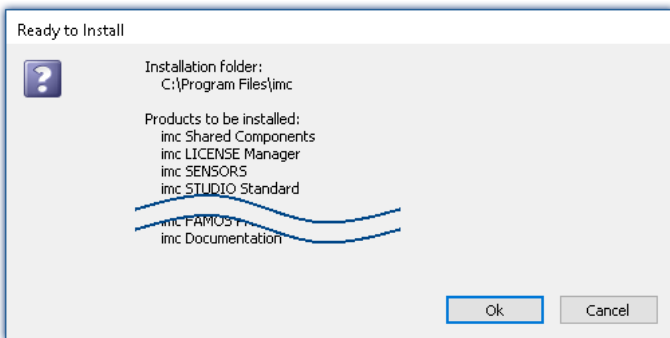 Ready to Install
Installation folder:
C:\Program Files\imc
Products to be installed:
imc Shared Components
imc LICENSE Manager
imc SENSORS
imc STUDIO Standard
imc FAMOS
imc Documentation
Ok
Cancel